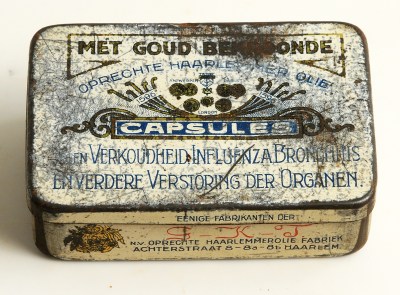 MET GOUD BEKROONDE
OPRECHTE HAARLEMMER OLIE
LONDEN
CAPSULES
TEGEN VERKOUDHEID, INFLUENZA, BRONCHITIS
EN VERDERE VERSTORING DER ORGANEN.
EENIGE FABRIKANTEN DER
N.V. OPRECHTE HAARLEMMEROLIE FABRIEK
ACHTERSTRAAT 8-8a-8b, HAARLEM.